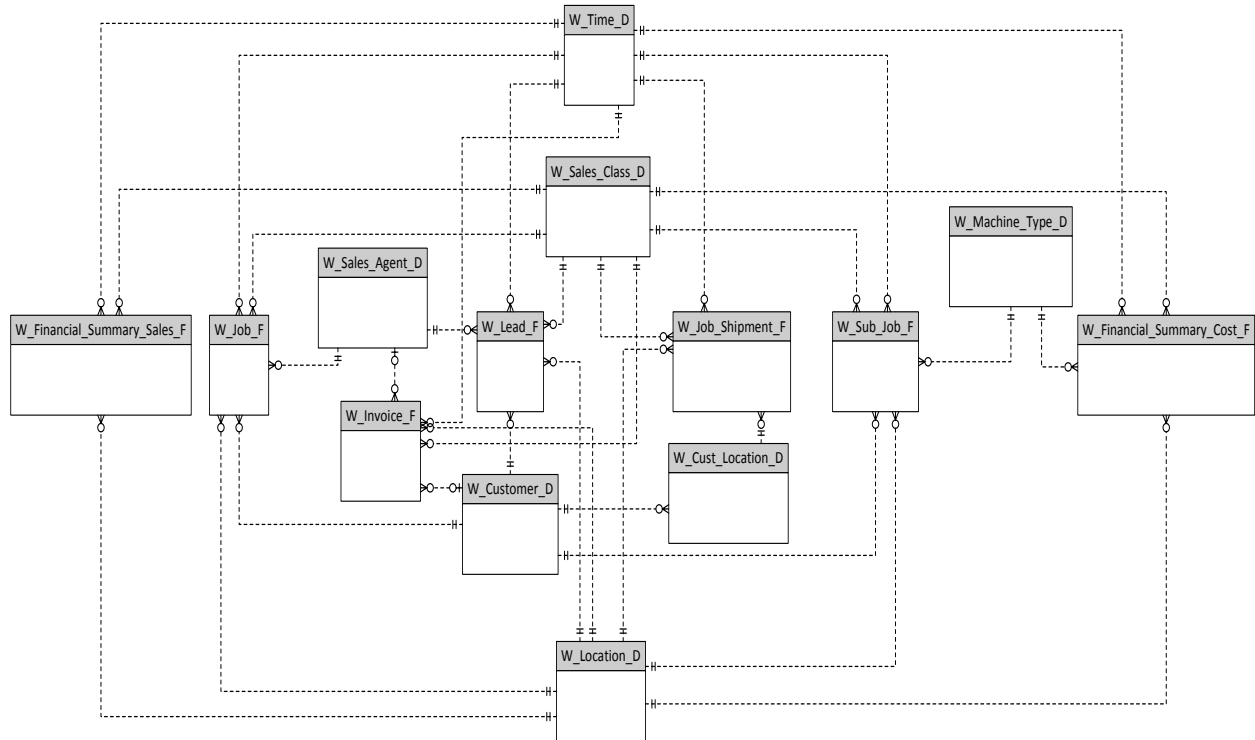 W_Time_D
W_Sales_Class_D
W_Machine_Type_D
W_Sales_Agent_D
W_Financial_Summary_Sales_F
W_Job_F
W_Lead_F
W_Job_Shipment_F
W_Sub_Job_F
W_Financial_Summary_Cost_F
W_Invoice_F
W_Cust_Location_D
W_Customer_D
W_Location_D